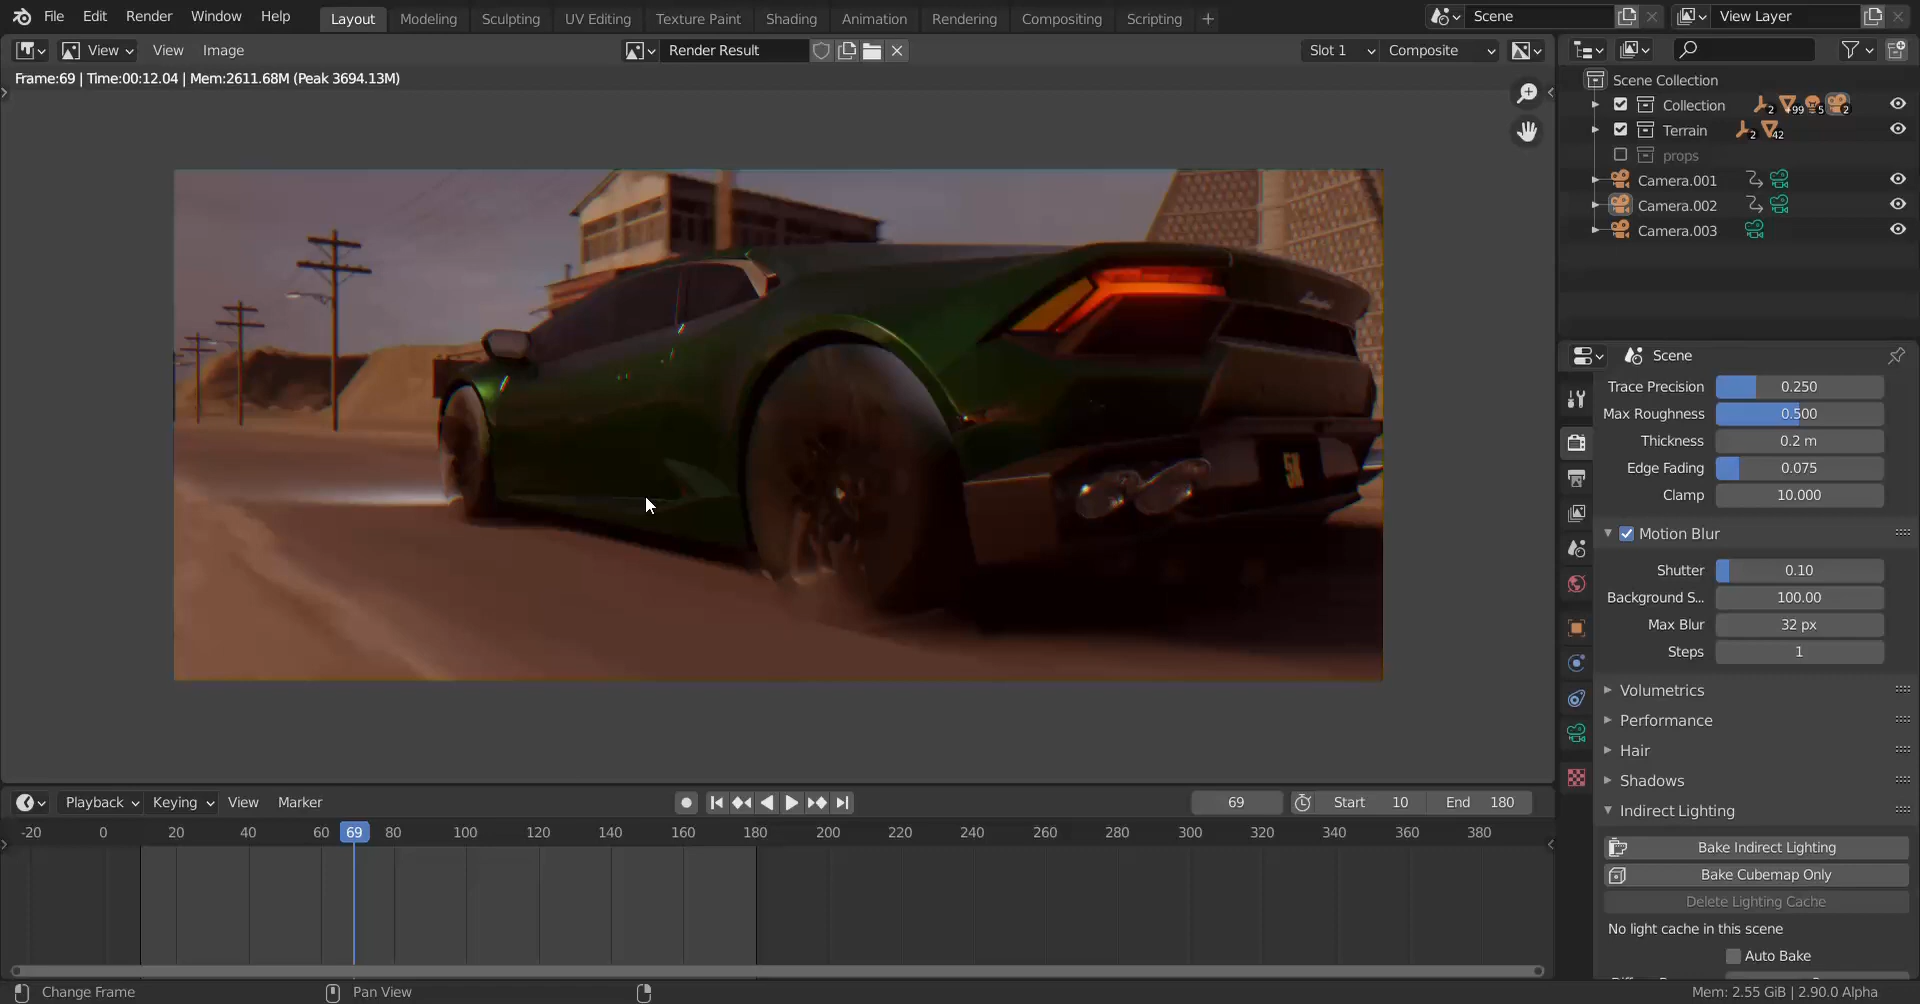 File Edit Render Window Help Layout Modeling Sculpting UV Editing Texture Paint Shading Animation Rendering Compositing Scripting + Scene View Layer
View View Image Render Result Slot 1 Composite
Frame:69 | Time:00:12.04 | Mem:2611.68M (Peak 3694.13M)
Scene Collection
Collection 2 +99 5 2
Terrain 2 42
props
Camera.001
Camera.002
Camera.003
Scene
Trace Precision 0.250
Max Roughness 0.500
Thickness 0.2 m
Edge Fading 0.075
Clamp 10.000
Motion Blur
Shutter 0.10
Background S... 100.00
Max Blur 32 px
Steps 1
Volumetrics
Performance
Hair
Shadows
Indirect Lighting
Bake Indirect Lighting
Bake Cubemap Only
Delete Lighting Cache
No light cache in this scene
Auto Bake
Playback Keying View Marker 69 Start 10 End 180
-20 0 20 40 60 69 80 100 120 140 160 180 200 220 240 260 280 300 320 340 360 380
Change Frame Pan View Mem: 2.55 GiB | 2.90.0 Alpha